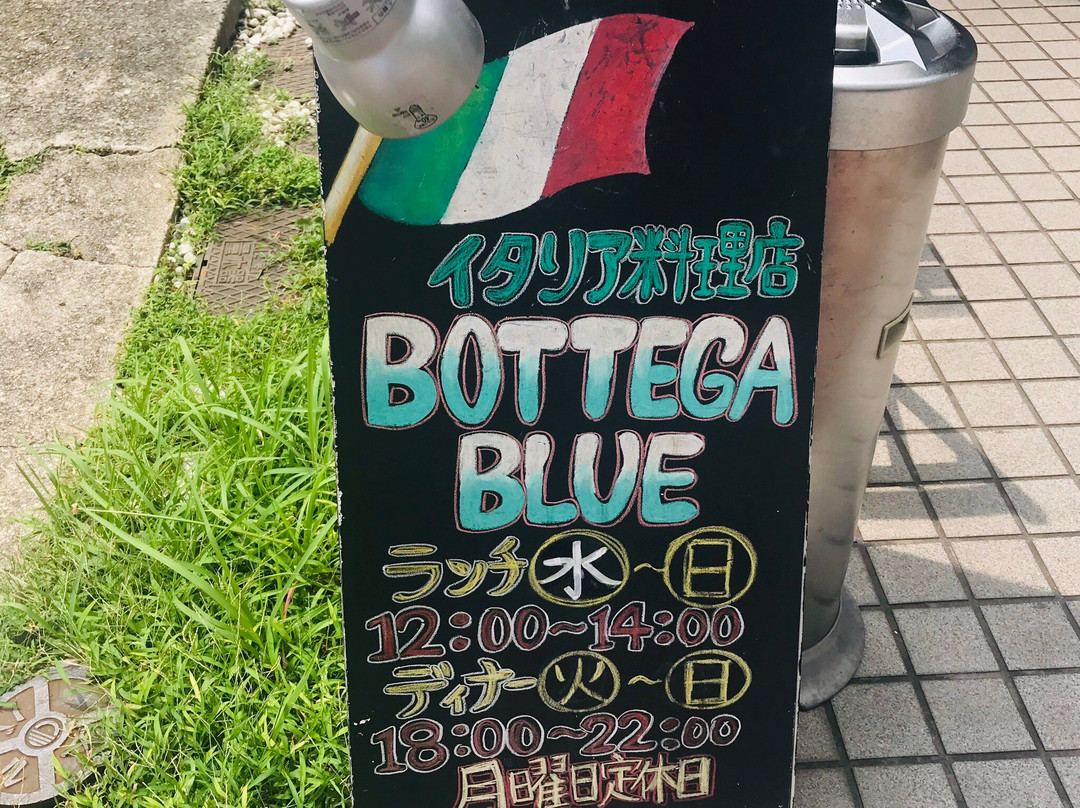 イタリア料理店
BOTTEGA
BLUE
ランチ 水〜日
12:00〜14:00
ディナー 火〜日
18:00〜22:00
月曜日定休日